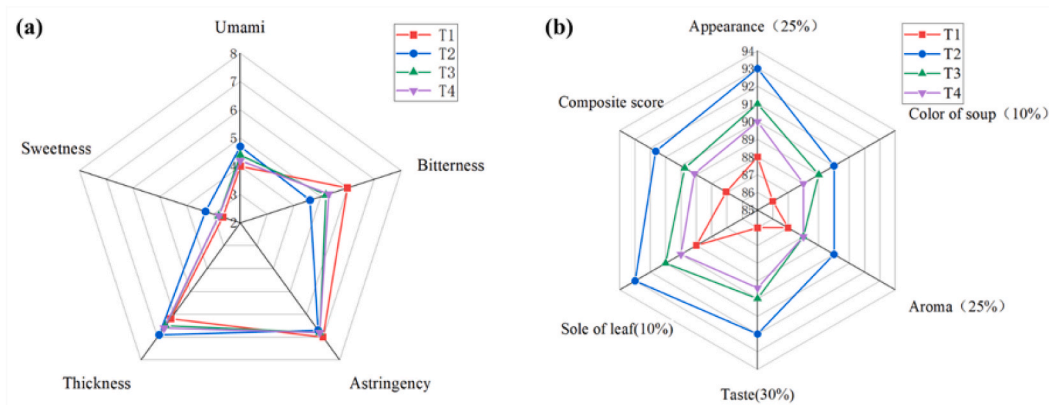 (a)
Umami
8
7
6
5
4
3
2
T1
T2
T3
T4
Sweetness
Bitterness
Thickness
Astringency
(b)
Appearance（25%）
94
93
92
91
90
89
88
87
86
85
T1
T2
T3
T4
Composite score
Color of soup（10%）
Sole of leaf(10%)
Aroma（25%）
Taste(30%)